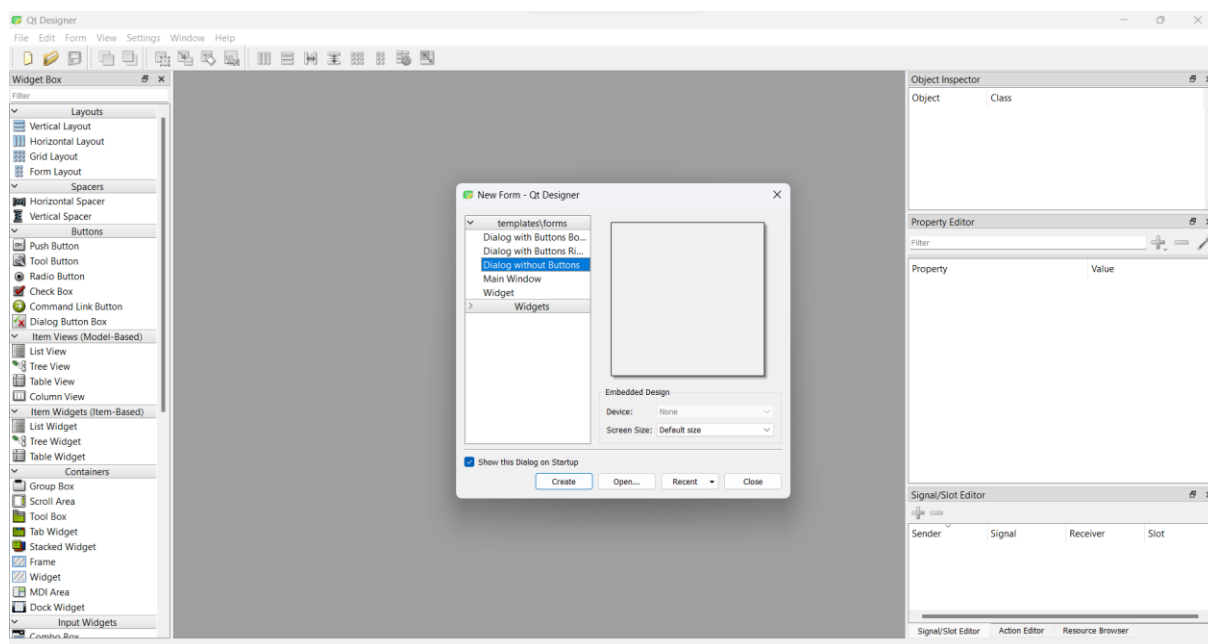 Qt Designer
File Edit Form View Settings Window Help
Widget Box
Filter
Layouts
Vertical Layout
Horizontal Layout
Grid Layout
Form Layout
Spacers
Horizontal Spacer
Vertical Spacer
Buttons
Push Button
Tool Button
Radio Button
Check Box
Command Link Button
Dialog Button Box
Item Views (Model-Based)
List View
Tree View
Table View
Column View
Item Widgets (Item-Based)
List Widget
Tree Widget
Table Widget
Containers
Group Box
Scroll Area
Tool Box
Tab Widget
Stacked Widget
Frame
Widget
MDI Area
Dock Widget
Input Widgets
Combo Box
New Form - Qt Designer
templates\forms
Dialog with Buttons Bo...
Dialog with Buttons Ri...
Dialog without Buttons
Main Window
Widget
Widgets
Embedded Design
Device: None
Screen Size: Default size
Show this Dialog on Startup
Create Open... Recent Close
Object Inspector
Object Class
Property Editor
Filter
Property Value
Signal/Slot Editor
Sender Signal Receiver Slot
Signal/Slot Editor Action Editor Resource Browser